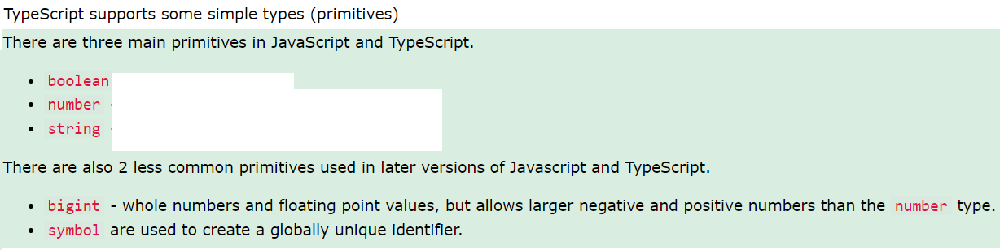 TypeScript supports some simple types (primitives)
There are three main primitives in JavaScript and TypeScript.
• boolean
• number -
• string -
There are also 2 less common primitives used in later versions of Javascript and TypeScript.
• bigint - whole numbers and floating point values, but allows larger negative and positive numbers than the number type.
• symbol are used to create a globally unique identifier.